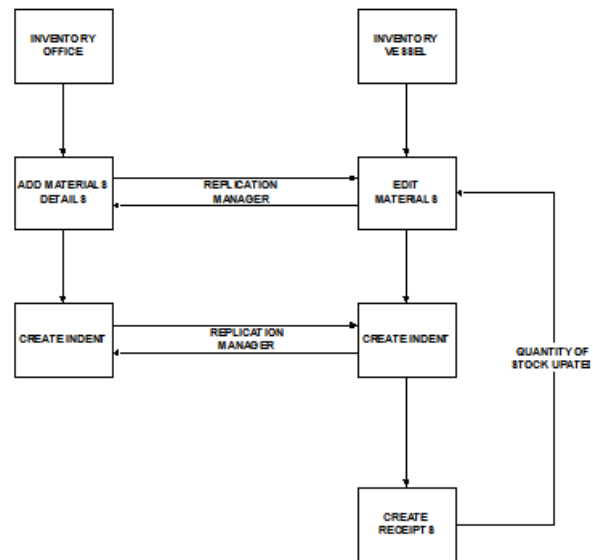 INVENTORY
OFFICE
INVENTORY
VESSEL
ADD MATERIALS
DETAILS
REPLICATION
MANAGER
EDIT
MATERIALS
CREATE INDENT
REPLICATION
MANAGER
CREATE INDENT
QUANTITY OF
STOCK UPATE
CREATE
RECEIPTS